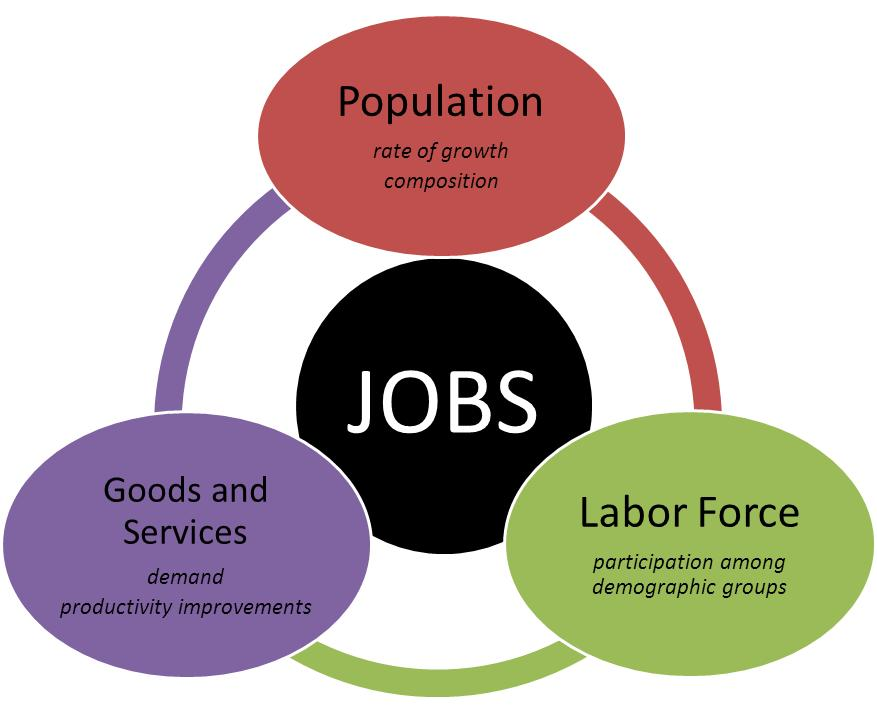 Population
rate of growth
composition
JOBS
Goods and
Services
demand
productivity improvements
Labor Force
participation among
demographic groups